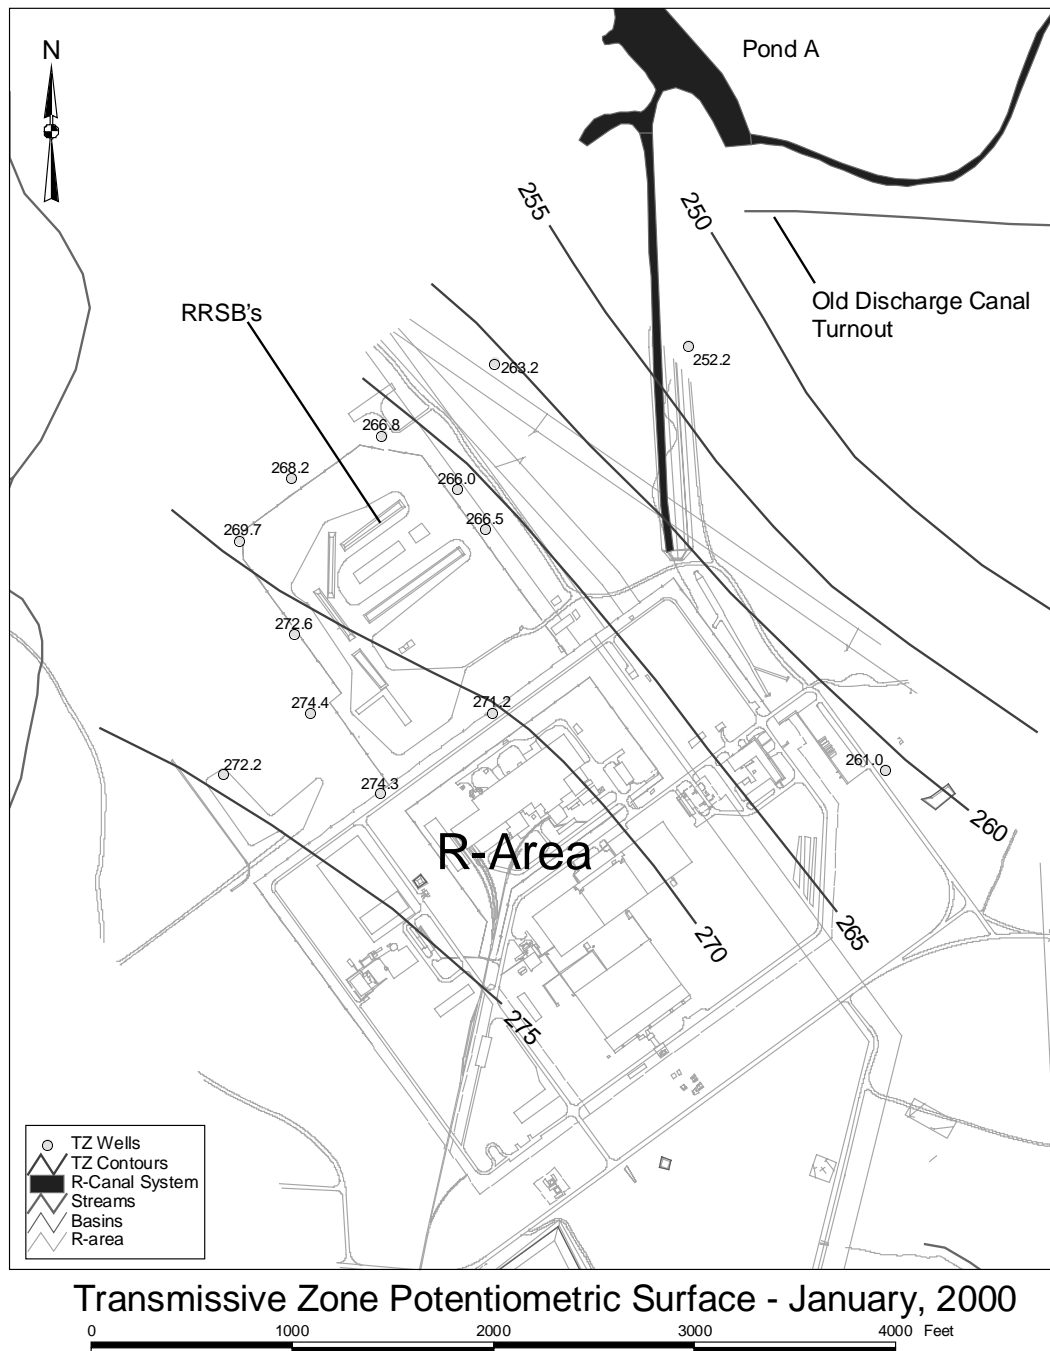 N
Pond A
255
250
Old Discharge Canal
Turnout
RRSB's
252.2
263.2
266.8
268.2
266.0
266.5
269.7
272.6
274.4
271.2
272.2
274.3
261.0
260
R-Area
265
270
275
TZ Wells
TZ Contours
R-Canal System
Streams
Basins
R-area
Transmissive Zone Potentiometric Surface - January, 2000
0 1000 2000 3000 4000 Feet